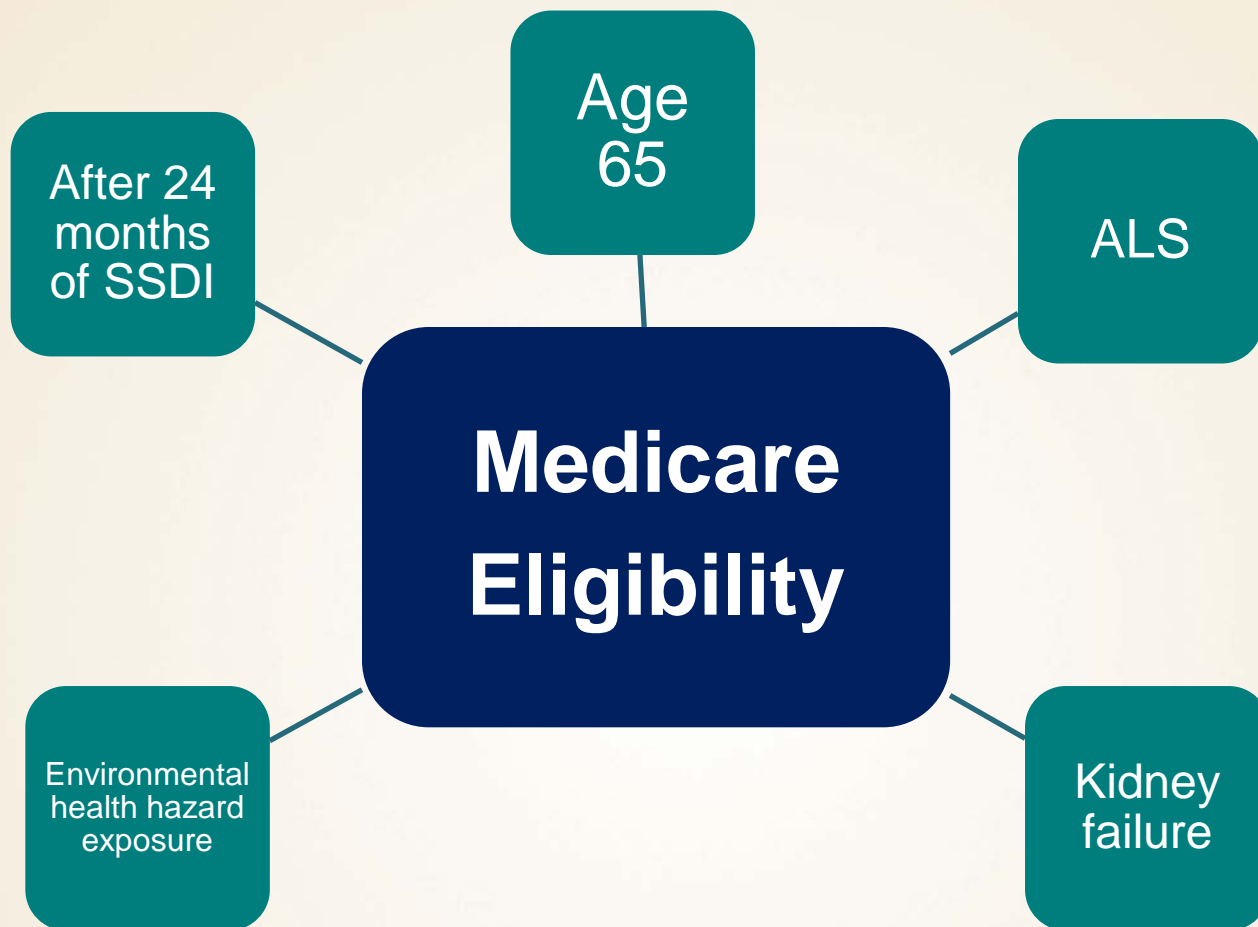 Age
65
After 24
months
of SSDI
ALS
Medicare
Eligibility
Environmental
health hazard
exposure
Kidney
failure